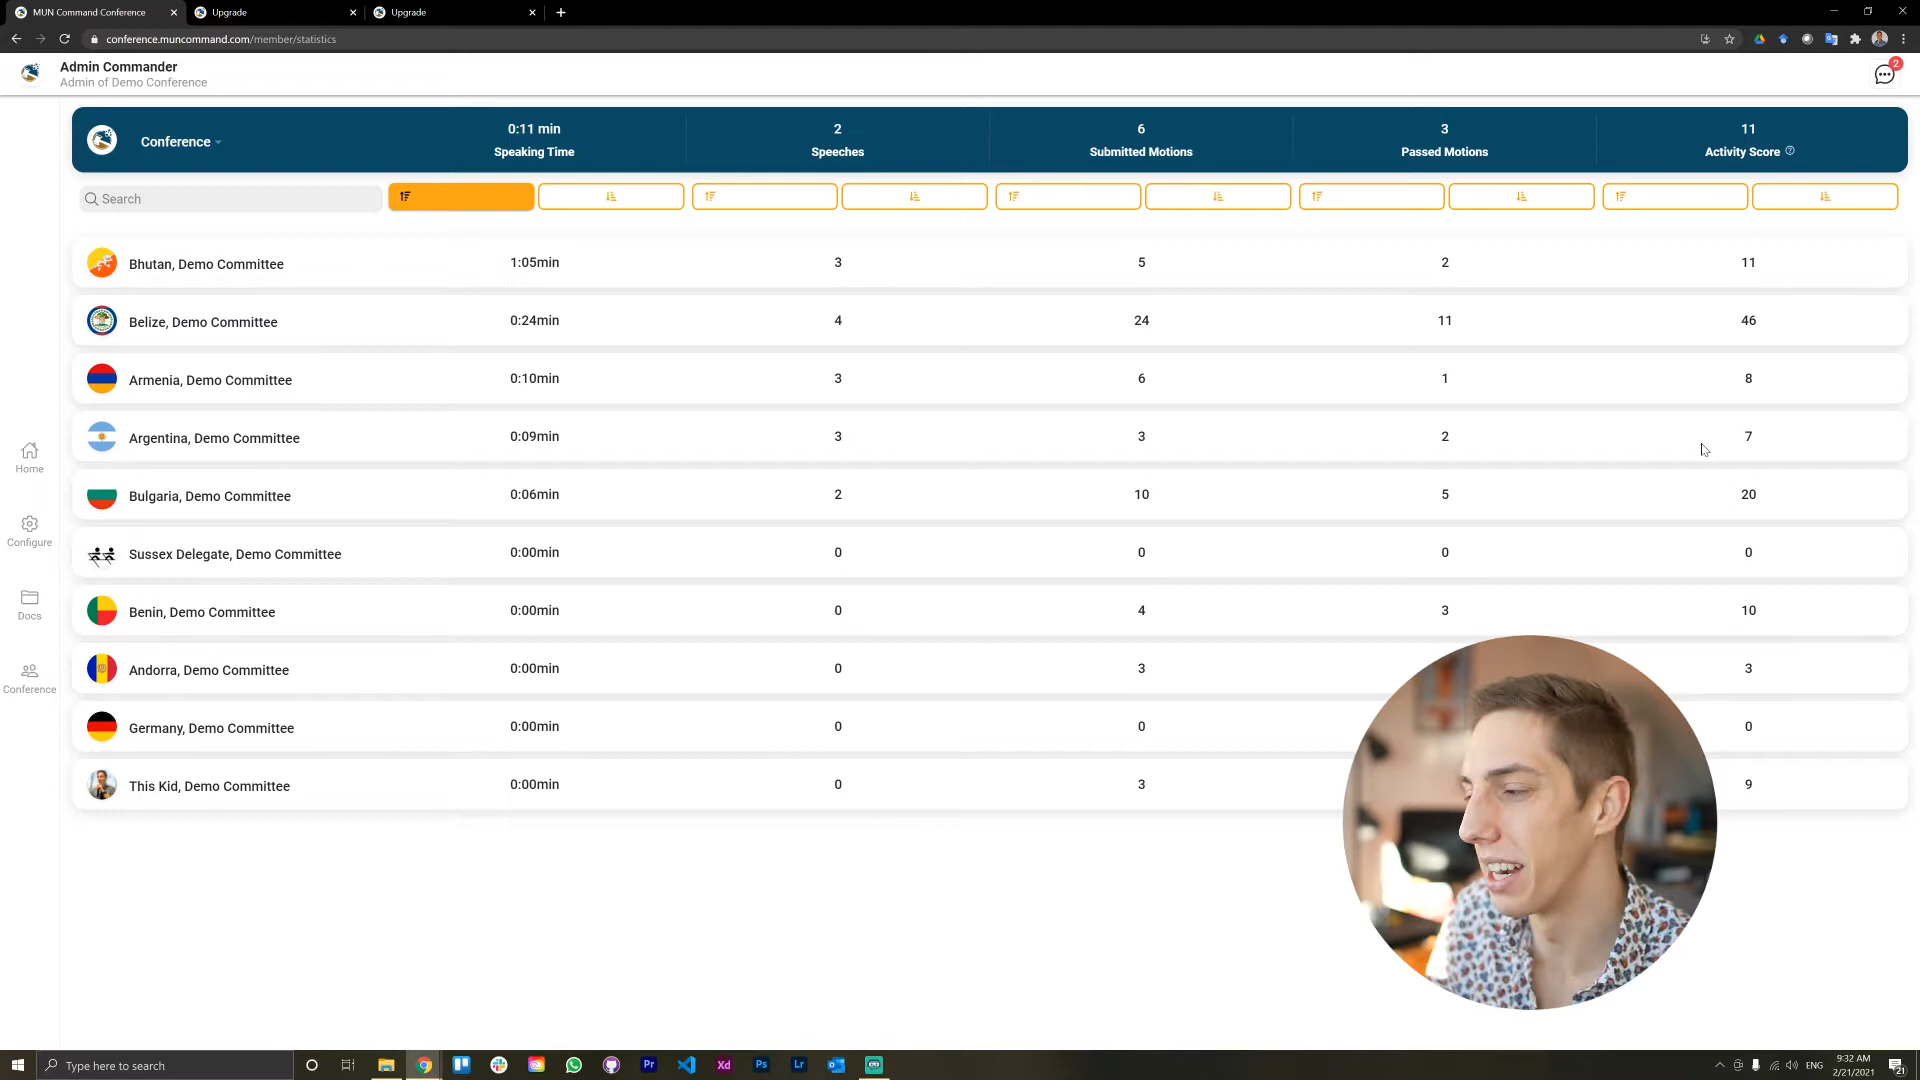 MUN Command Conference
Upgrade
Upgrade
conference.muncommand.com/member/statistics
Admin Commander
Admin of Demo Conference
2
Conference
0:11 min
Speaking Time
2
Speeches
6
Submitted Motions
3
Passed Motions
11
Activity Score
Search
Bhutan, Demo Committee 1:05min 3 5 2 11
Belize, Demo Committee 0:24min 4 24 11 46
Armenia, Demo Committee 0:10min 3 6 1 8
Argentina, Demo Committee 0:09min 3 3 2 7
Bulgaria, Demo Committee 0:06min 2 10 5 20
Sussex Delegate, Demo Committee 0:00min 0 0 0 0
Benin, Demo Committee 0:00min 0 4 3 10
Andorra, Demo Committee 0:00min 0 3 3
Germany, Demo Committee 0:00min 0 0 0
This Kid, Demo Committee 0:00min 0 3 9
Home
Configure
Docs
Conference
Type here to search
Pr
Xd
Ps
Lr
ENG
9:32 AM
2/21/2021
21